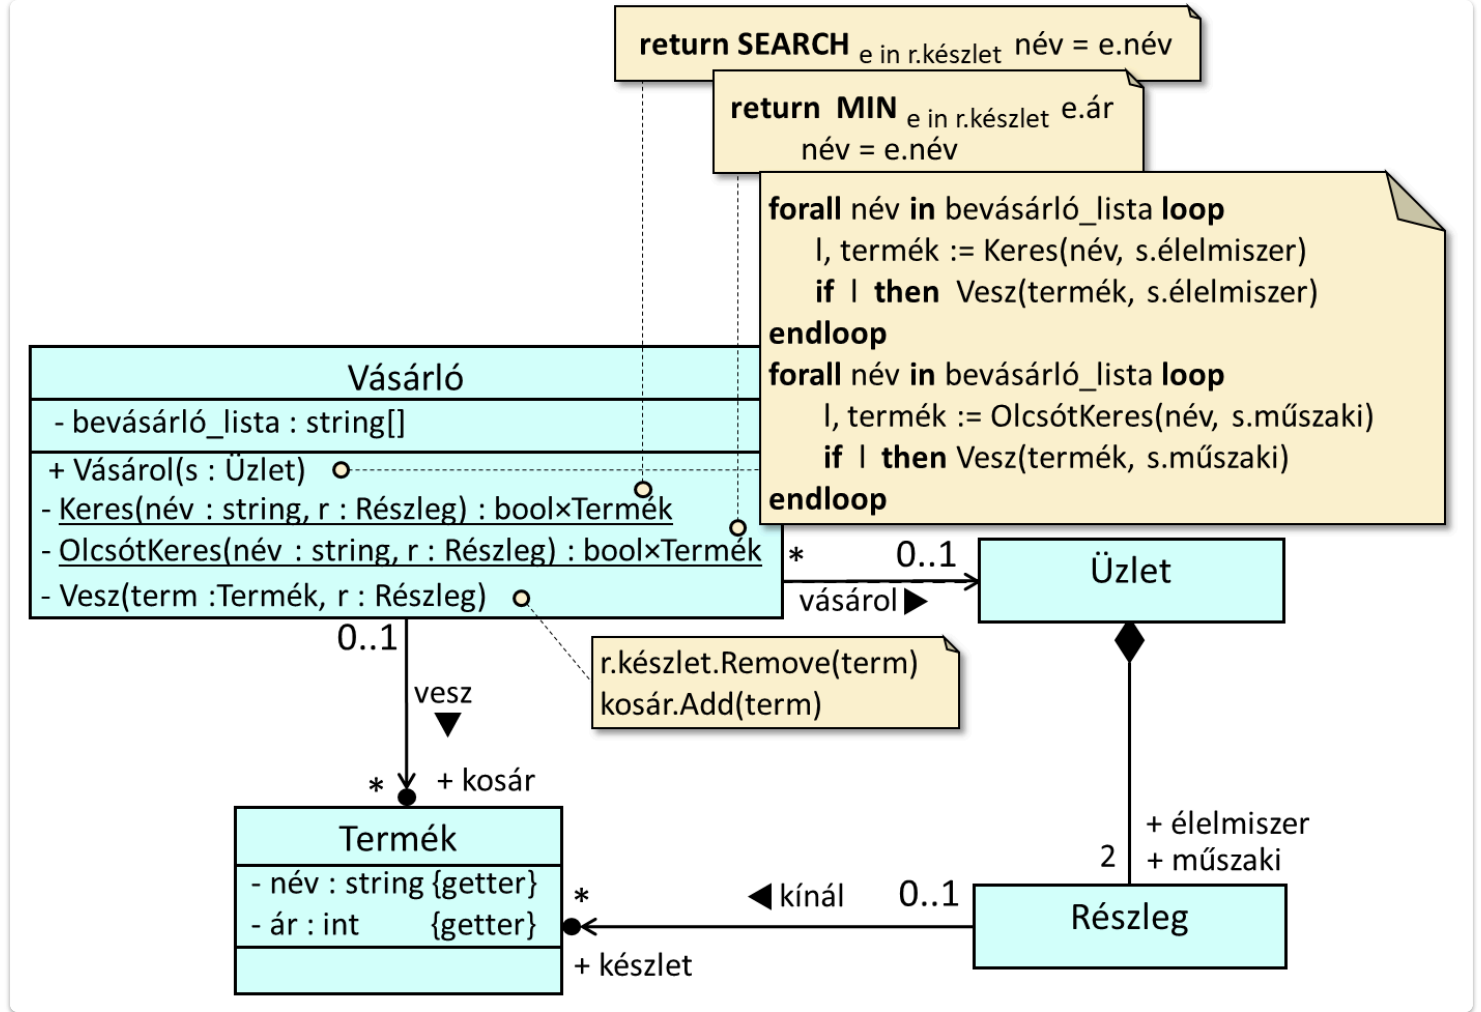 return SEARCH e in r.készlet név = e.név
return MIN e in r.készlet e.ár
név = e.név
forall név in bevásárló_lista loop
l, termék := Keres(név, s.élelmiszer)
if l then Vesz(termék, s.élelmiszer)
endloop
forall név in bevásárló_lista loop
l, termék := OlcsótKeres(név, s.műszaki)
if l then Vesz(termék, s.műszaki)
endloop
Vásárló
- bevásárló_lista : string[]
+ Vásárol(s : Üzlet)
- Keres(név : string, r : Részleg) : bool×Termék
- OlcsótKeres(név : string, r : Részleg) : bool×Termék
- Vesz(term :Termék, r : Részleg)
* 0..1
vásárol ▶
Üzlet
0..1
r.készlet.Remove(term)
kosár.Add(term)
vesz
▼
* + kosár
Termék
- név : string {getter}
- ár : int {getter}
+ élelmiszer
2 + műszaki
* ◀ kínál 0..1
+ készlet
Részleg